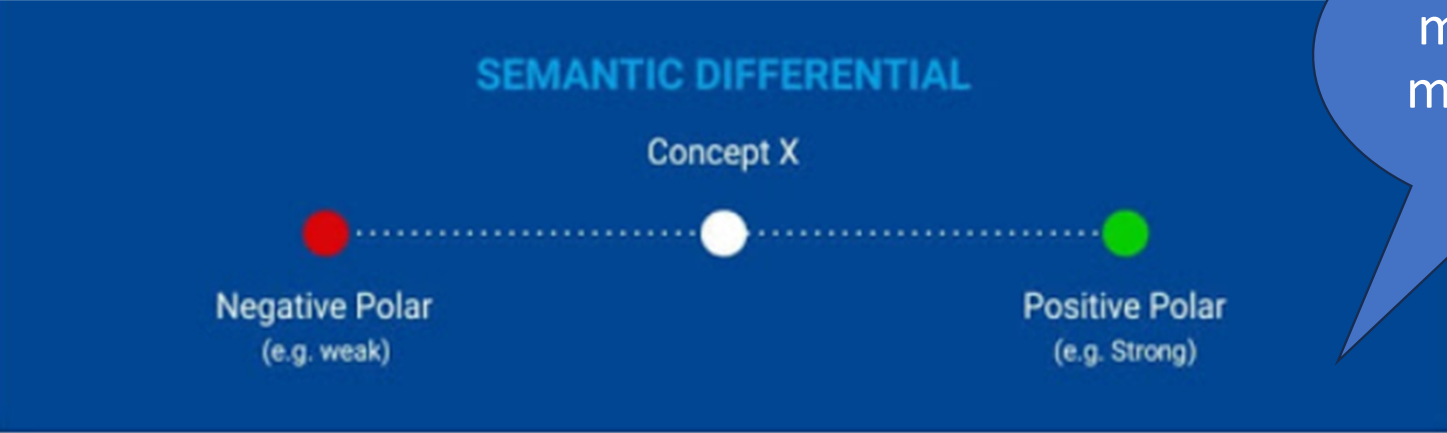 SEMANTIC DIFFERENTIAL
Concept X
Negative Polar
(e.g. weak)
Positive Polar
(e.g. Strong)